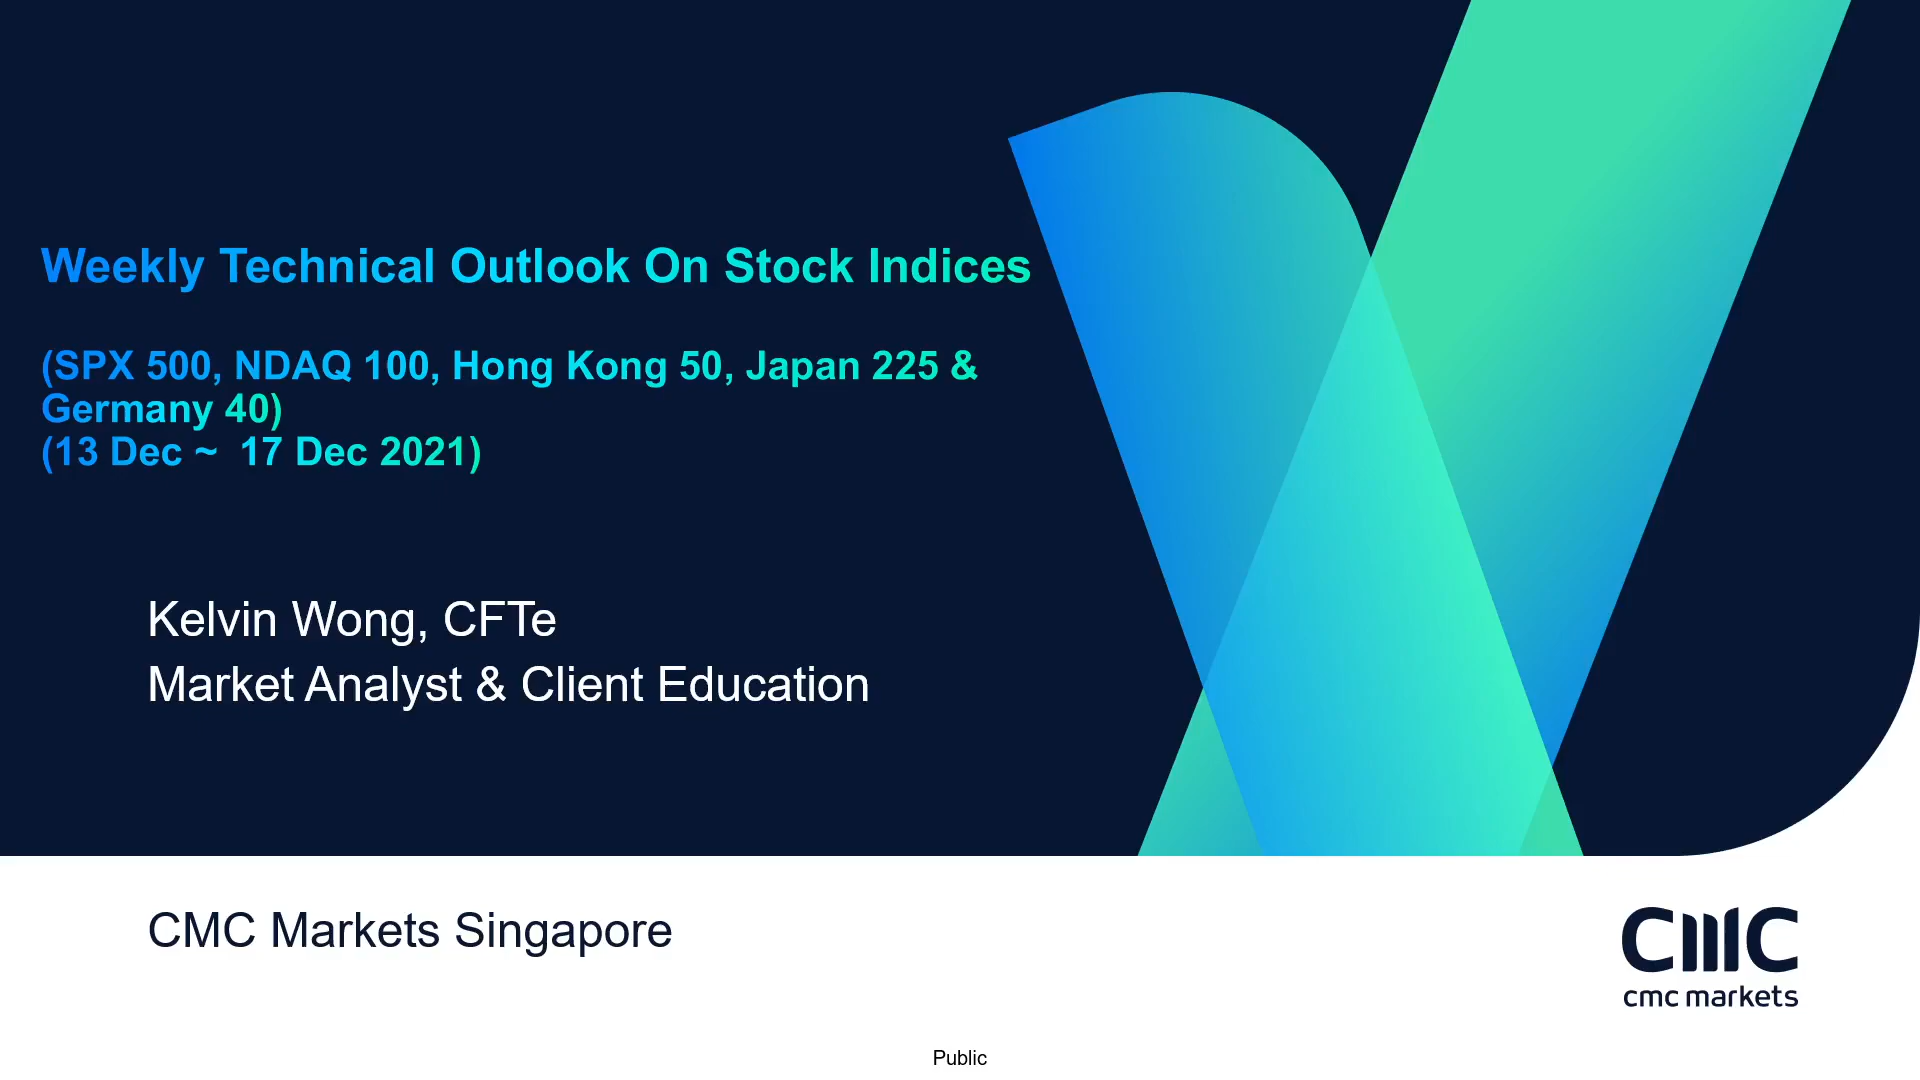 Weekly Technical Outlook On Stock Indices
(SPX 500, NDAQ 100, Hong Kong 50, Japan 225 &
Germany 40)
(13 Dec ~  17 Dec 2021)
Kelvin Wong, CFTe
Market Analyst & Client Education
CMC Markets Singapore
CMC
cmc markets
Public